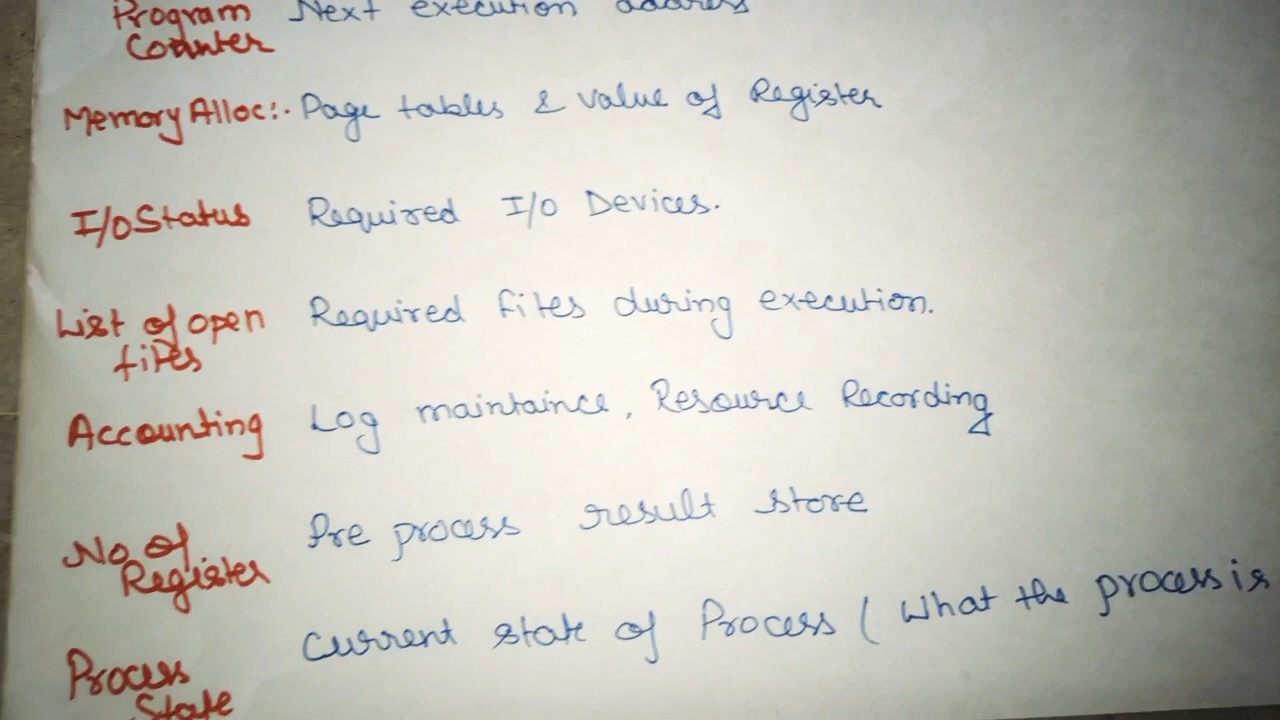 Program Next execution address
Counter
Memory Alloc:. Page tables & value of Register
I/O Status Required I/O Devices.
List of open Required files during execution.
files
Accounting Log maintaince, Resource Recording
No of Pre process result store
Register
Process Current state of Process ( What the process is
State